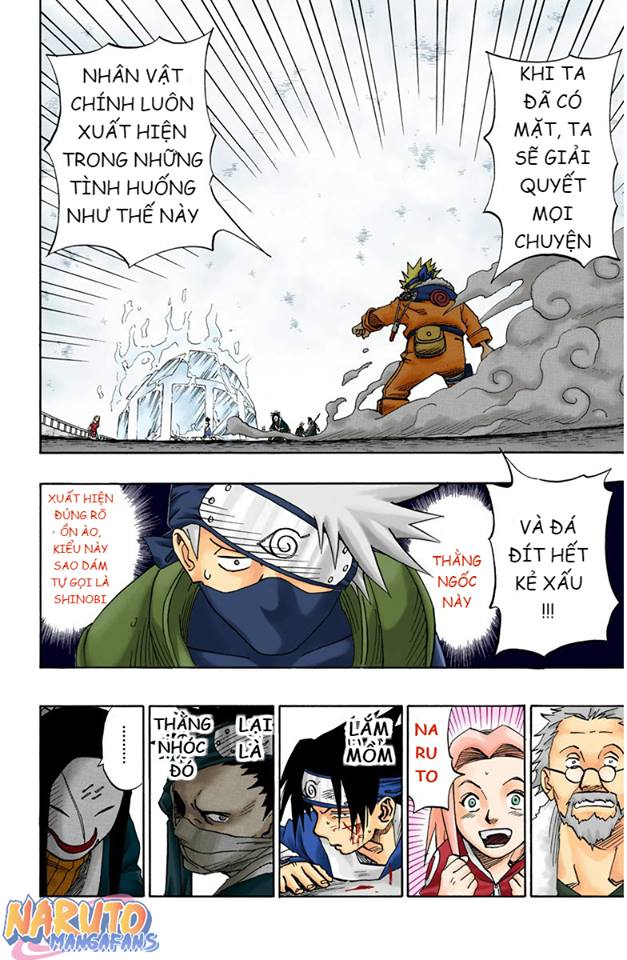 KHI TA
ĐÃ CÓ
MẶT, TA
SẼ GIẢI
QUYẾT
MỌI
CHUYỆN
NHÂN VẬT
CHÍNH LUÔN
XUẤT HIỆN
TRONG NHỮNG
TÌNH HUỐNG
NHƯ THẾ NÀY
VÀ ĐÁ
ĐÍT HẾT
KẺ XẤU
!!!
THẰNG
NGỐC
NÀY
XUẤT HIỆN
ĐÚNG RÕ
ỒN ÀO,
KIỂU NÀY
SAO DÁM
TỰ GỌI LÀ
SHINOBI
NA
RU
TO
LẮM
MỒM
LẠI
LÀ
THẰNG
NHÓC
ĐÓ
........
NARUTO
MANGAFANS